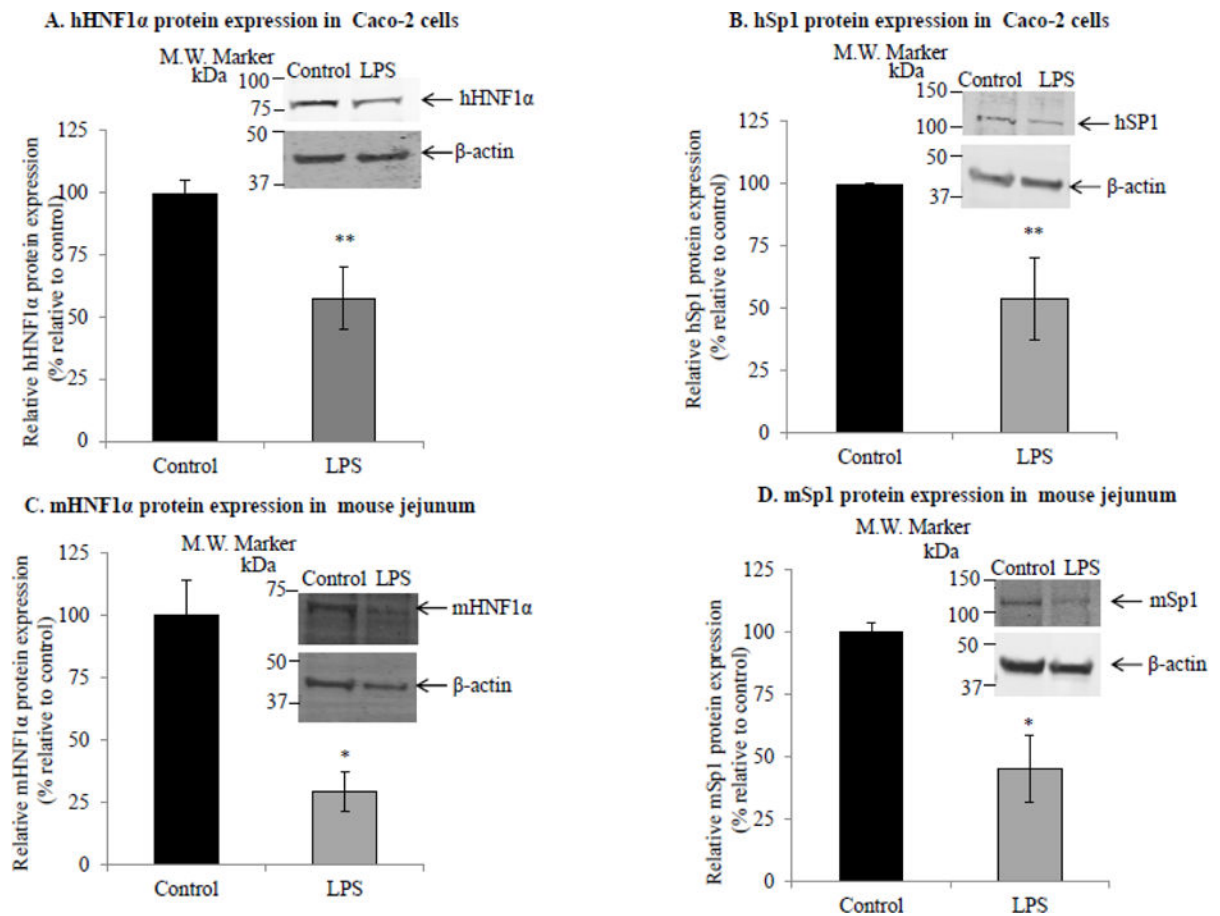 A. hHNF1α protein expression in Caco-2 cells
M.W. Marker
kDa
Control LPS
100
75
hHNF1α
50
37
β-actin
Relative hHNF1α protein expression
(% relative to control)
125
100
75
50
25
0
**
Control LPS
B. hSp1 protein expression in Caco-2 cells
M.W. Marker
kDa
Control LPS
150
100
hSP1
50
37
β-actin
Relative hSp1 protein expression
(% relative to control)
125
100
75
50
25
0
**
Control LPS
C. mHNF1α protein expression in mouse jejunum
M.W. Marker
kDa
Control LPS
75
mHNF1α
50
37
β-actin
Relative mHNF1α protein expression
(% relative to control)
125
100
75
50
25
0
*
Control LPS
D. mSp1 protein expression in mouse jejunum
M.W. Marker
kDa
Control LPS
150
100
mSp1
50
37
β-actin
Relative mSp1 protein expression
(% relative to control)
125
100
75
50
25
0
*
Control LPS